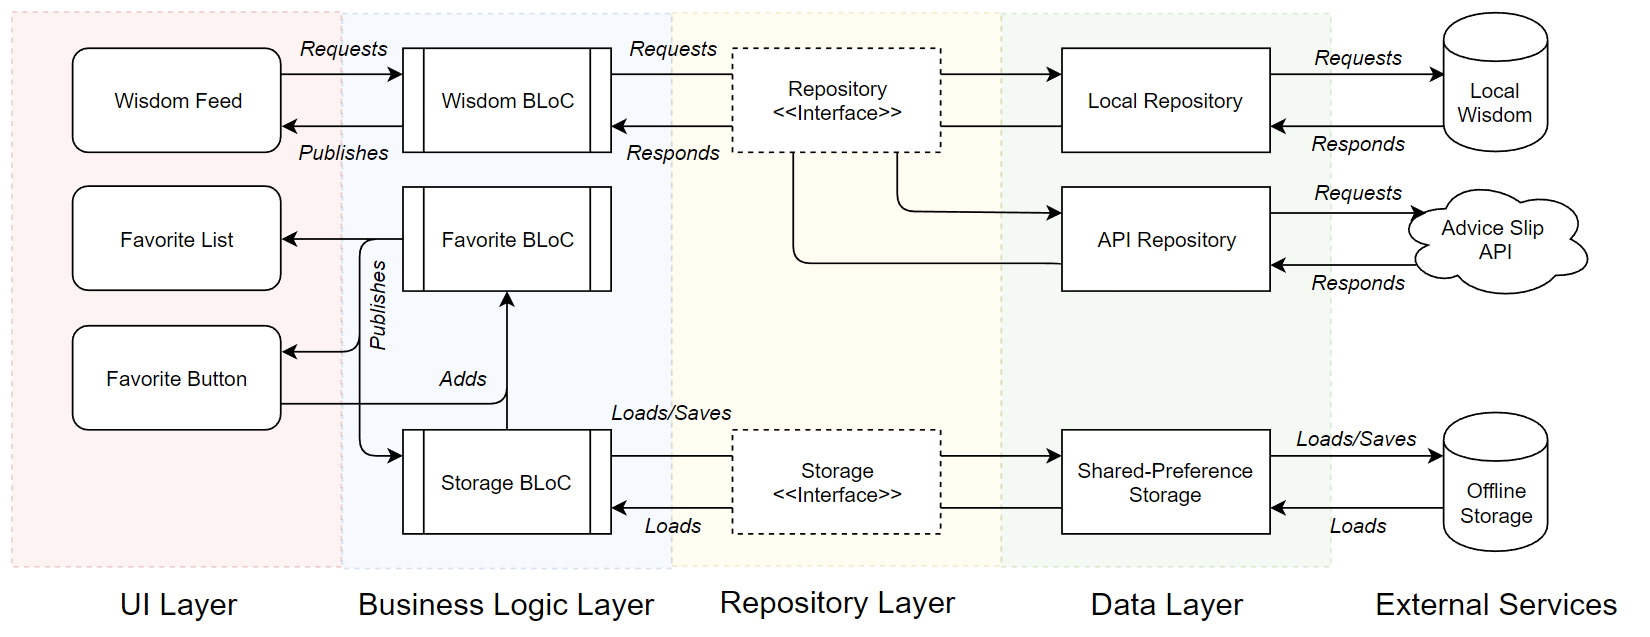 Requests
Requests
Requests
Wisdom Feed
Wisdom BLoC
Repository
<<Interface>>
Local Repository
Local
Wisdom
Publishes
Responds
Responds
Requests
Favorite List
Favorite BLoC
API Repository
Advice Slip
API
Publishes
Responds
Favorite Button
Adds
Loads/Saves
Loads/Saves
Storage BLoC
Storage
<<Interface>>
Shared-Preference
Storage
Offline
Storage
Loads
Loads
UI Layer
Business Logic Layer
Repository Layer
Data Layer
External Services